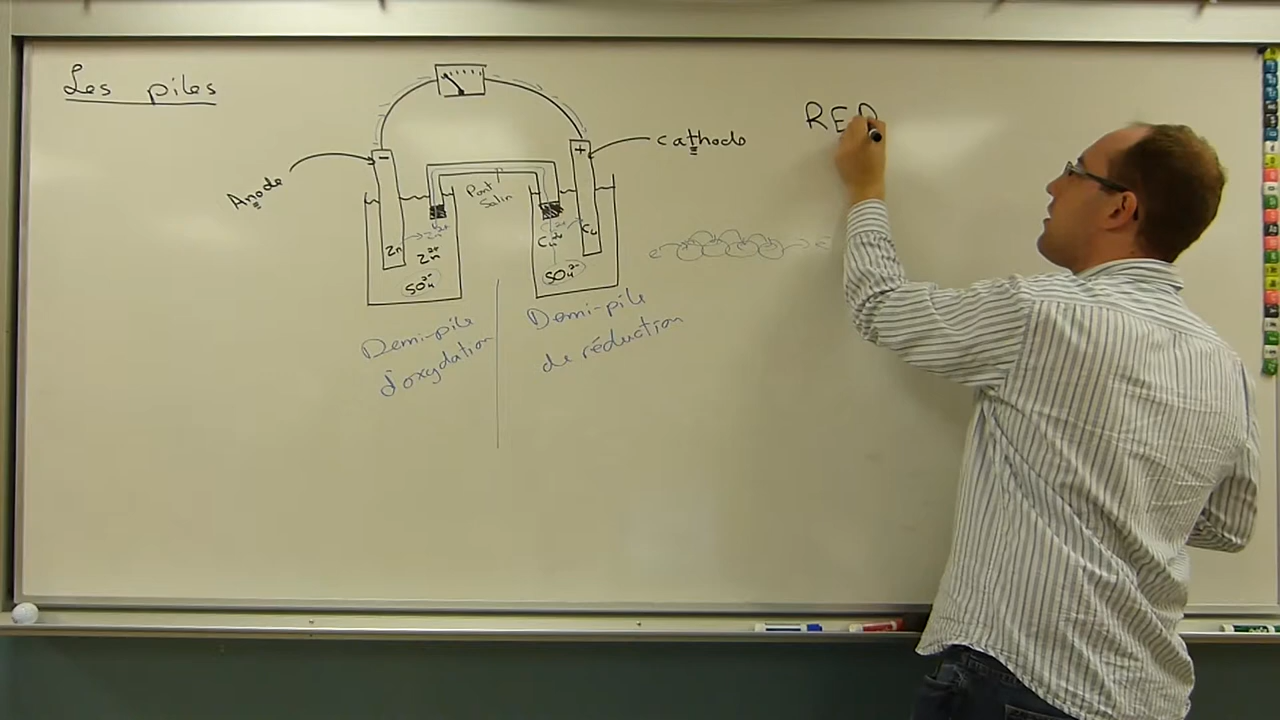 Les piles
RED
−
+
cathode
Anode
Pont
Salin
Zn
Zn²⁺
SO₄²⁻
Cu²⁺
Cu
SO₄²⁻
e⁻
e⁻
Demi-pile
d'oxydation
Demi-pile
de réduction